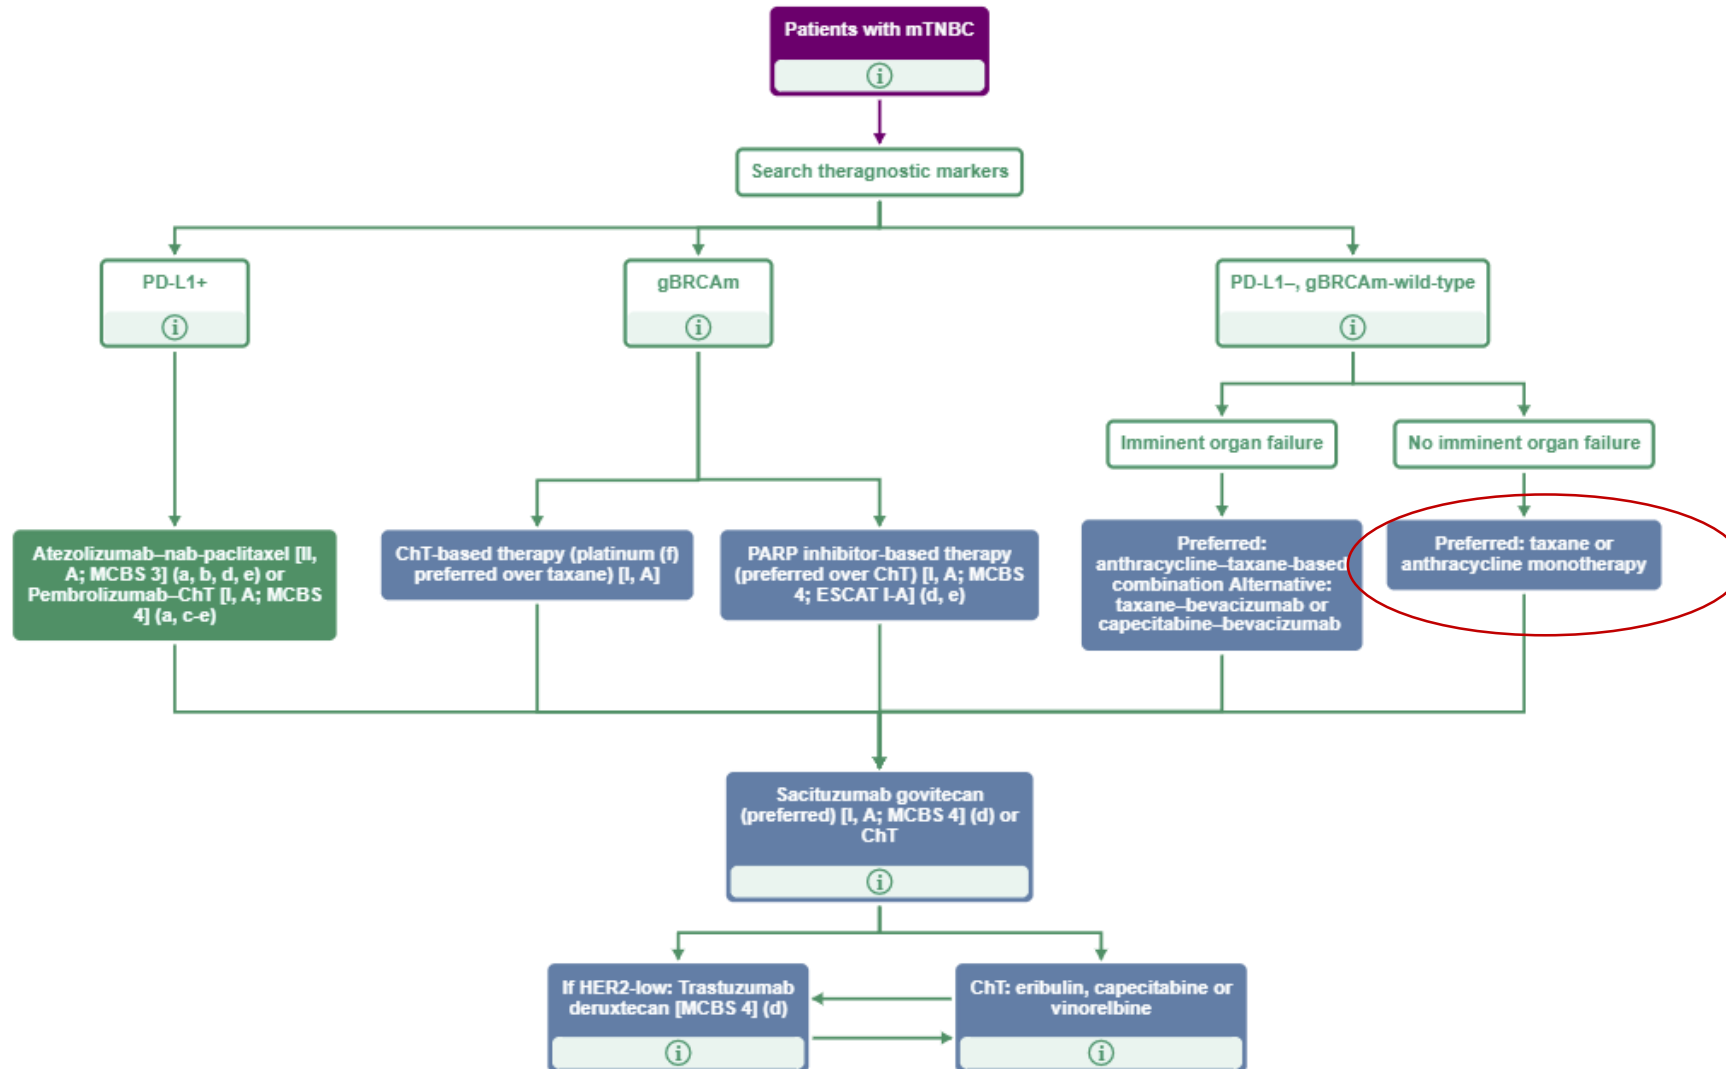 Patients with mTNBC
i
Search theragnostic markers
PD-L1+
i
gBRCAm
i
PD-L1–, gBRCAm-wild-type
i
Imminent organ failure
No imminent organ failure
Atezolizumab–nab-paclitaxel [II,
A; MCBS 3] (a, b, d, e) or
Pembrolizumab–ChT [I, A; MCBS
4] (a, c-e)
ChT-based therapy (platinum (f)
preferred over taxane) [I, A]
PARP inhibitor-based therapy
(preferred over ChT) [I, A; MCBS
4; ESCAT I-A] (d, e)
Preferred:
anthracycline–taxane-based
combination Alternative:
taxane–bevacizumab or
capecitabine–bevacizumab
Preferred: taxane or
anthracycline monotherapy
Sacituzumab govitecan
(preferred) [I, A; MCBS 4] (d) or
ChT
i
If HER2-low: Trastuzumab
deruxtecan [MCBS 4] (d)
i
ChT: eribulin, capecitabine or
vinorelbine
i